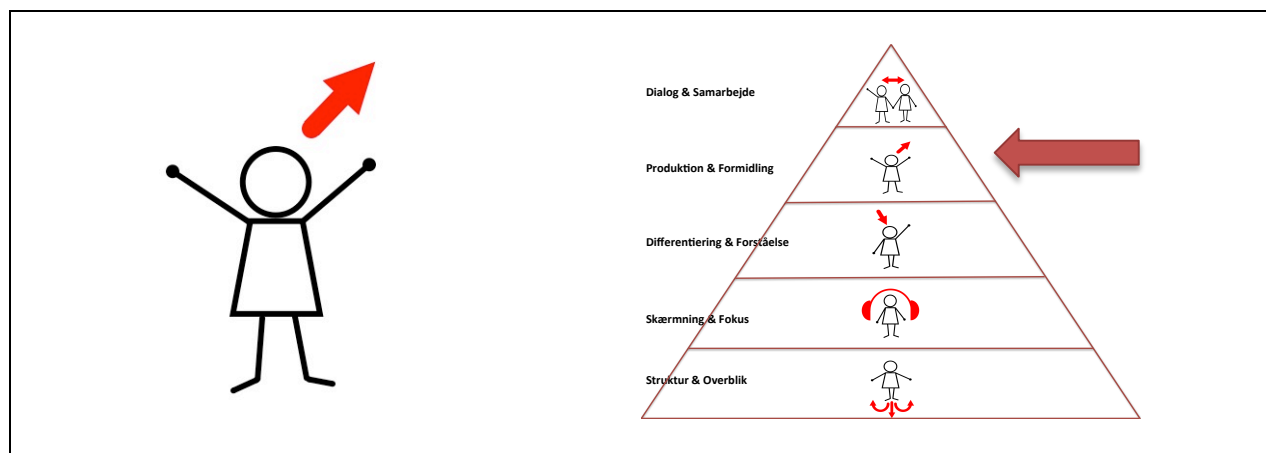 Dialog & Samarbejde
Produktion & Formidling
Differentiering & Forståelse
Skærmning & Fokus
Struktur & Overblik